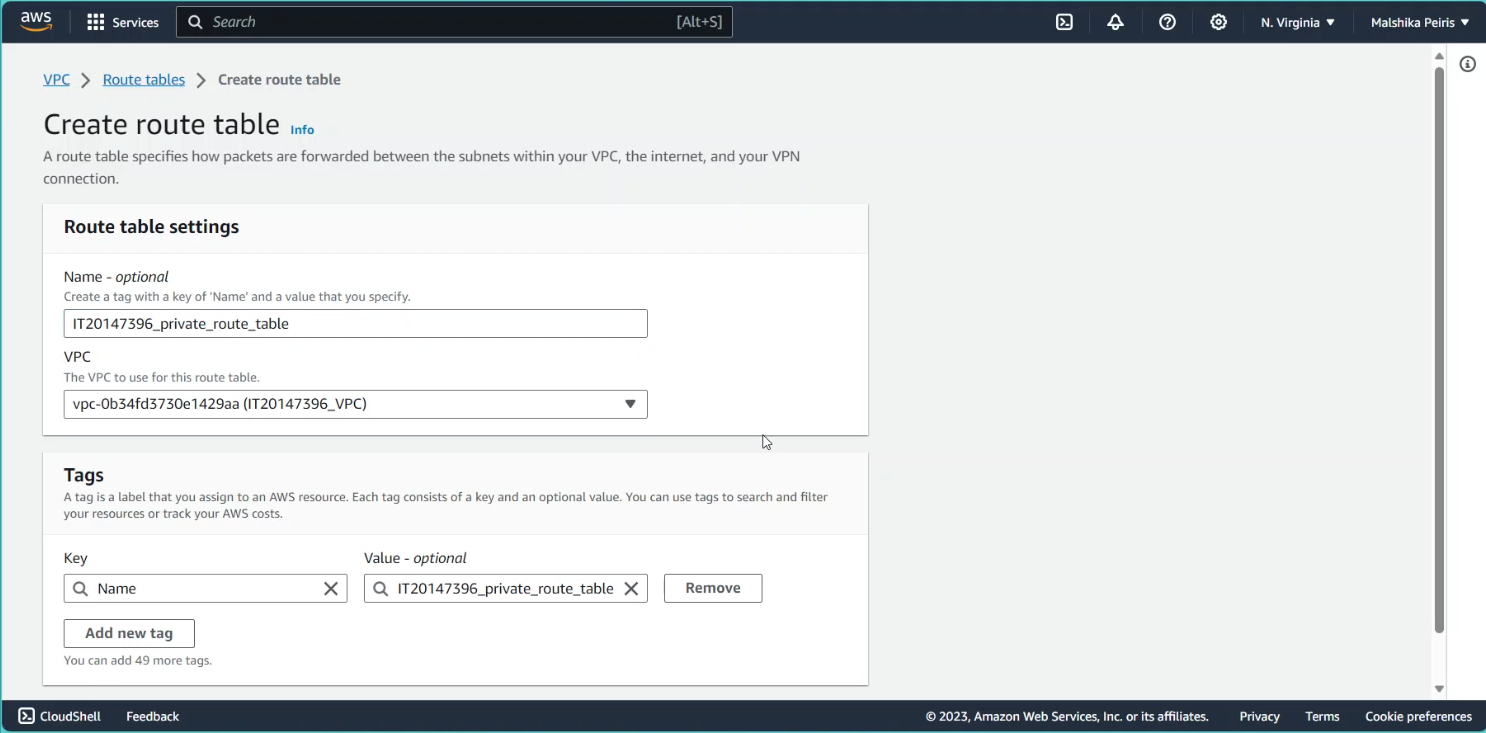 aws Services Search [Alt+S] N. Virginia Malshika Peiris
VPC Route tables Create route table
Create route table Info
A route table specifies how packets are forwarded between the subnets within your VPC, the internet, and your VPN
connection.
Route table settings
Name - optional
Create a tag with a key of 'Name' and a value that you specify.
IT20147396_private_route_table
VPC
The VPC to use for this route table.
vpc-0b34fd3730e1429aa (IT20147396_VPC)
Tags
A tag is a label that you assign to an AWS resource. Each tag consists of a key and an optional value. You can use tags to search and filter
your resources or track your AWS costs.
Key Value - optional
Name IT20147396_private_route_table Remove
Add new tag
You can add 49 more tags.
CloudShell Feedback © 2023, Amazon Web Services, Inc. or its affiliates. Privacy Terms Cookie preferences